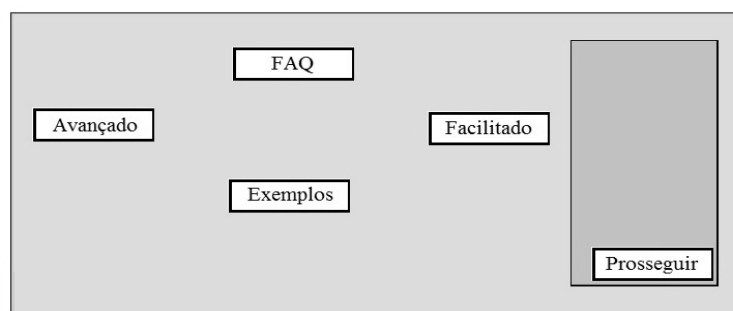 FAQ
Avançado
Facilitado
Exemplos
Prosseguir